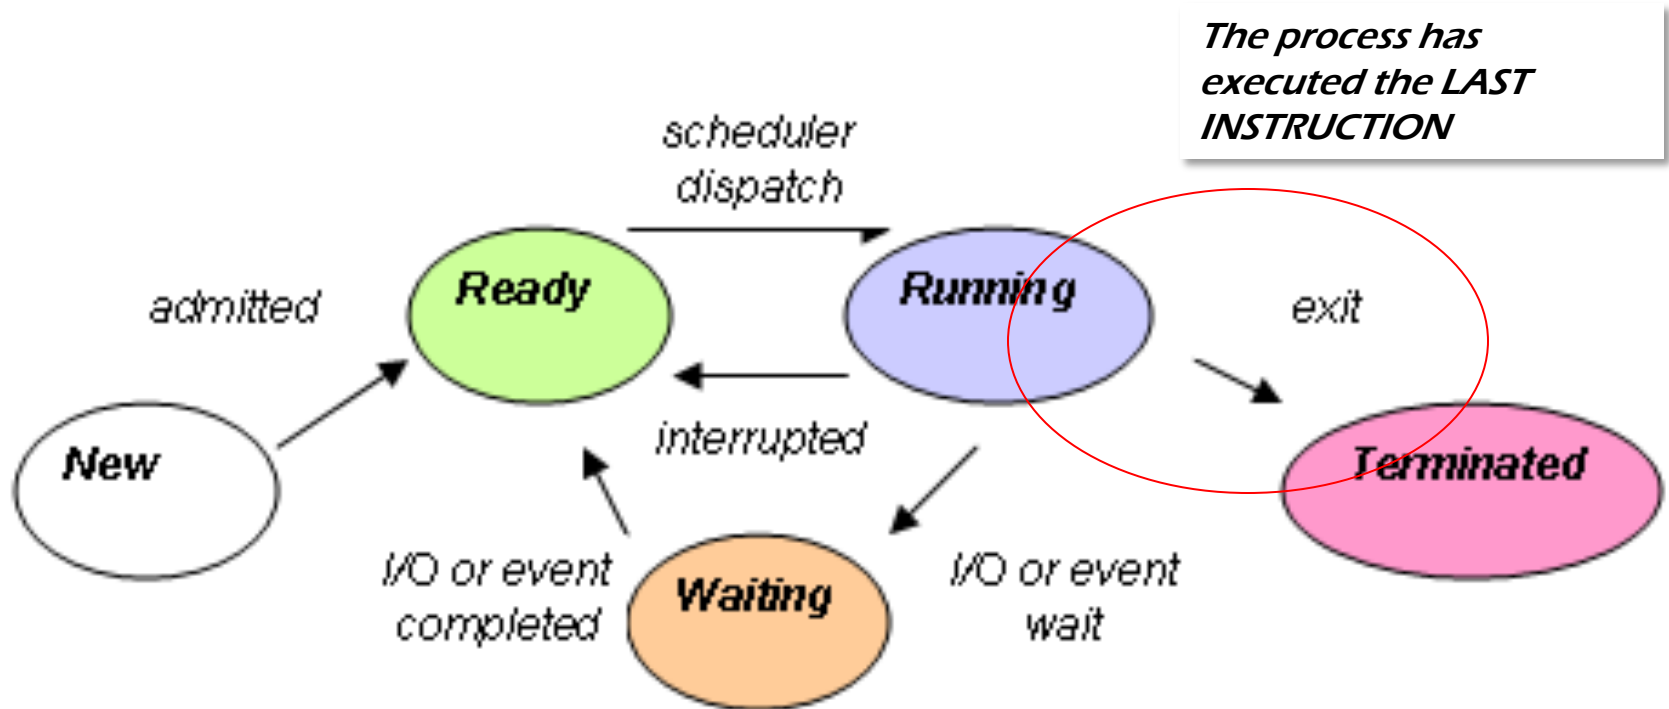 The process has
executed the LAST
INSTRUCTION
scheduler
dispatch
Ready
Running
admitted
exit
interrupted
New
Terminated
I/O or event
completed
Waiting
I/O or event
wait